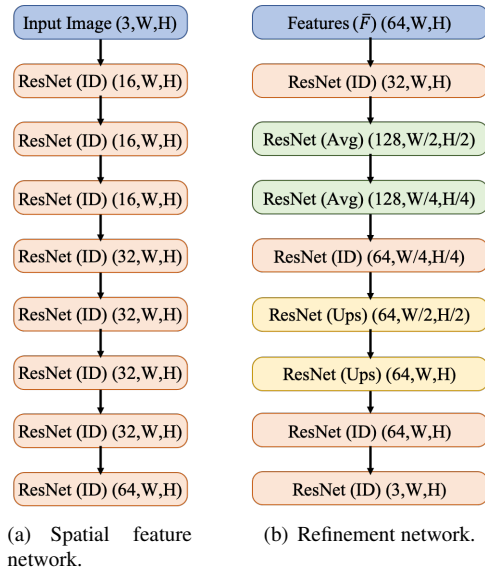 Input Image (3,W,H)
ResNet (ID) (16,W,H)
ResNet (ID) (16,W,H)
ResNet (ID) (16,W,H)
ResNet (ID) (32,W,H)
ResNet (ID) (32,W,H)
ResNet (ID) (32,W,H)
ResNet (ID) (32,W,H)
ResNet (ID) (64,W,H)
(a) Spatial feature
network.
Features (F̄) (64,W,H)
ResNet (ID) (32,W,H)
ResNet (Avg) (128,W/2,H/2)
ResNet (Avg) (128,W/4,H/4)
ResNet (ID) (64,W/4,H/4)
ResNet (Ups) (64,W/2,H/2)
ResNet (Ups) (64,W,H)
ResNet (ID) (64,W,H)
ResNet (ID) (3,W,H)
(b) Refinement network.